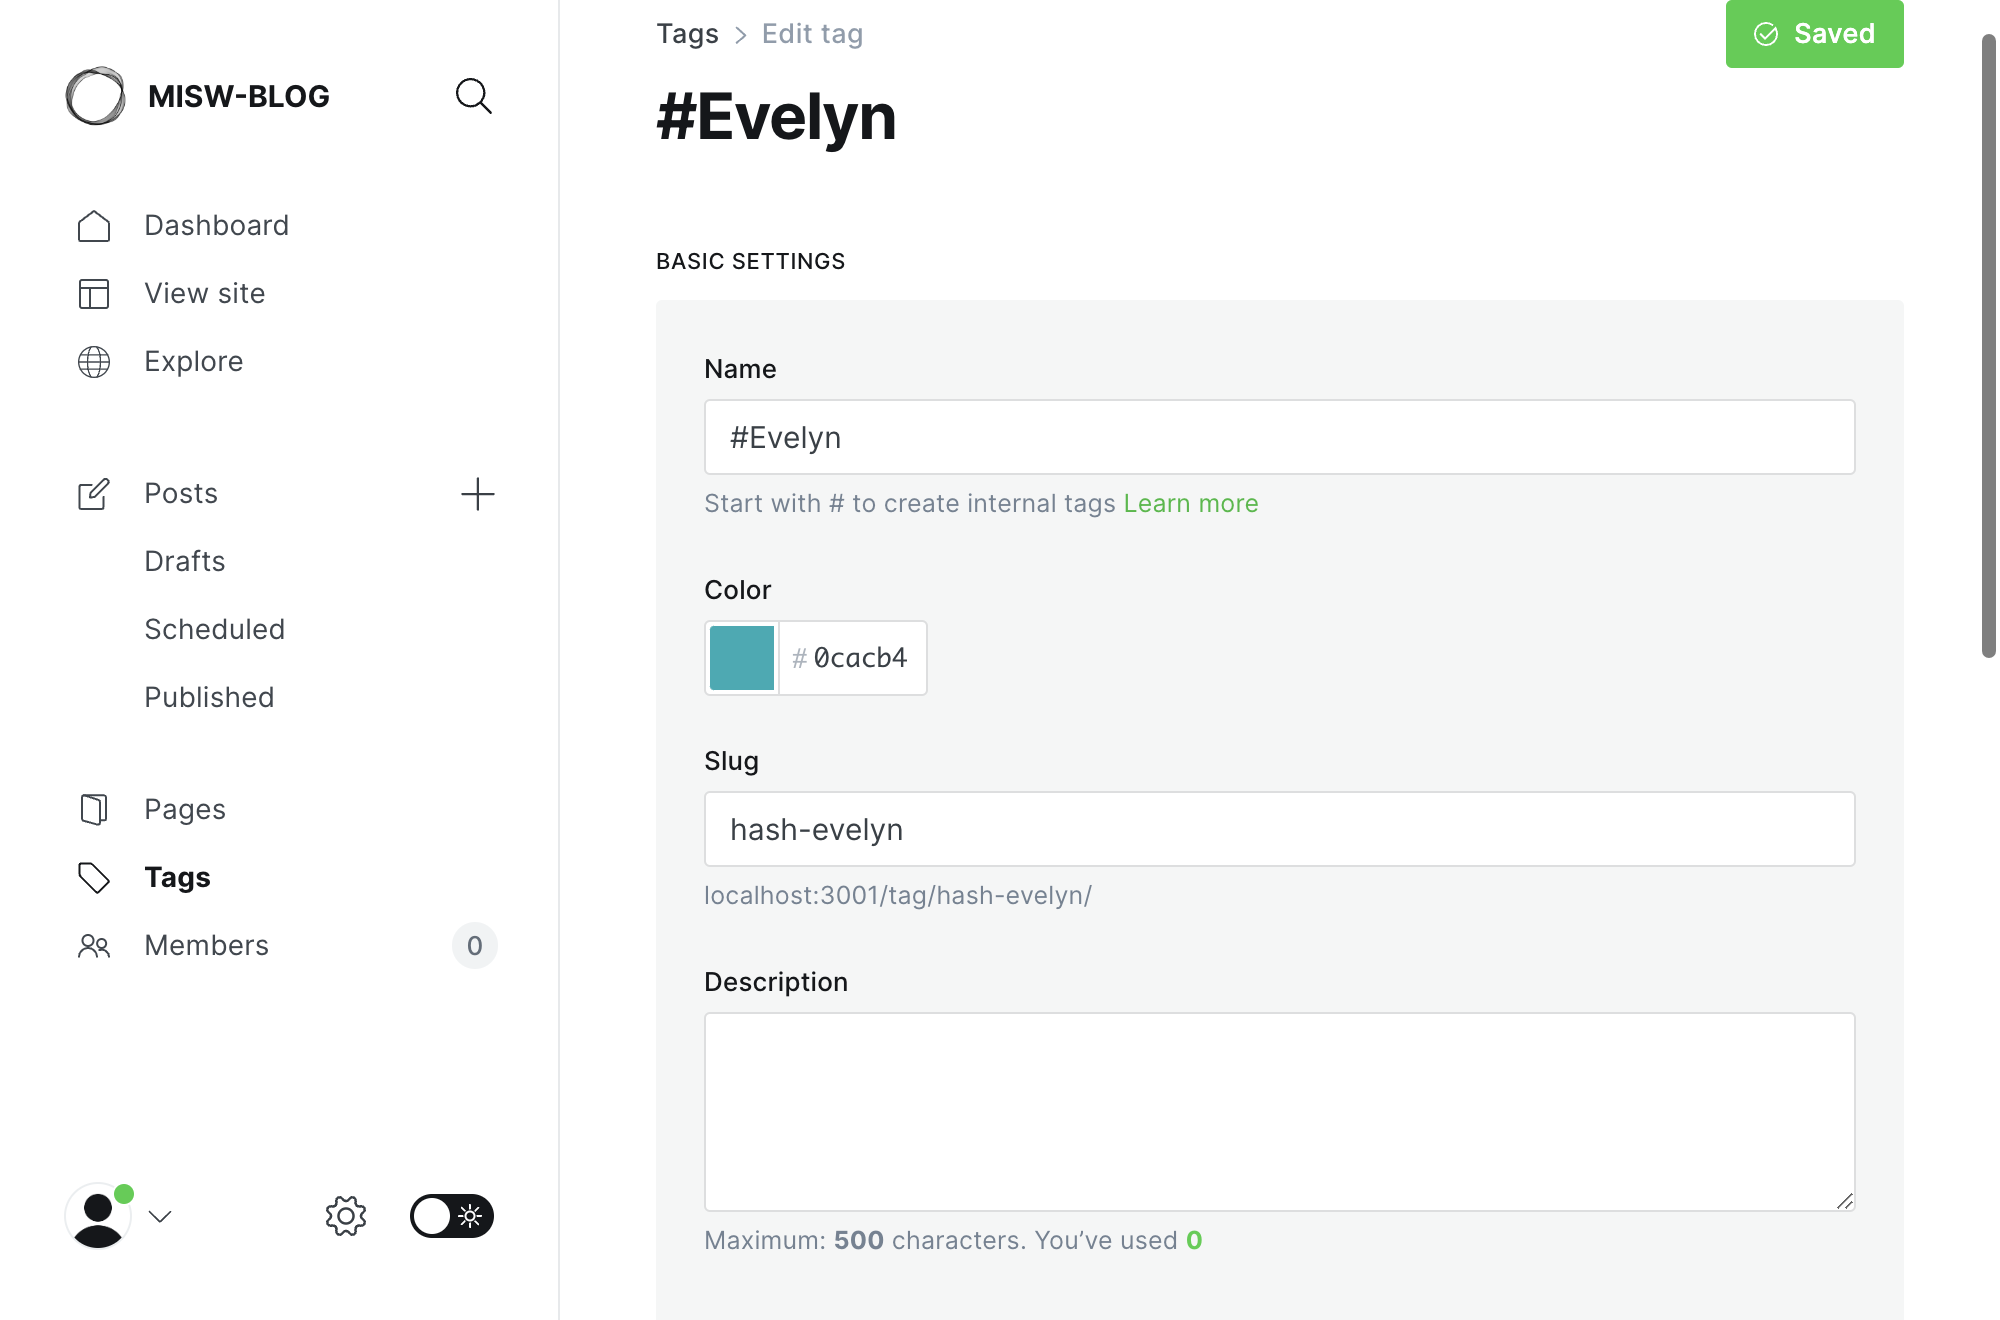 MISW-BLOG
Dashboard
View site
Explore
Posts
Drafts
Scheduled
Published
Pages
Tags
Members 0
Tags > Edit tag
Saved
#Evelyn
BASIC SETTINGS
Name
#Evelyn
Start with # to create internal tags Learn more
Color
# 0cacb4
Slug
hash-evelyn
localhost:3001/tag/hash-evelyn/
Description
Maximum: 500 characters. You’ve used 0